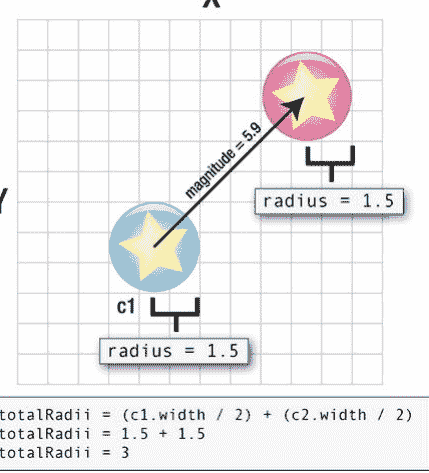 X
magnitude = 5.9
radius = 1.5
Y
c1
radius = 1.5
totalRadii = (c1.width / 2) + (c2.width / 2)
totalRadii = 1.5 + 1.5
totalRadii = 3